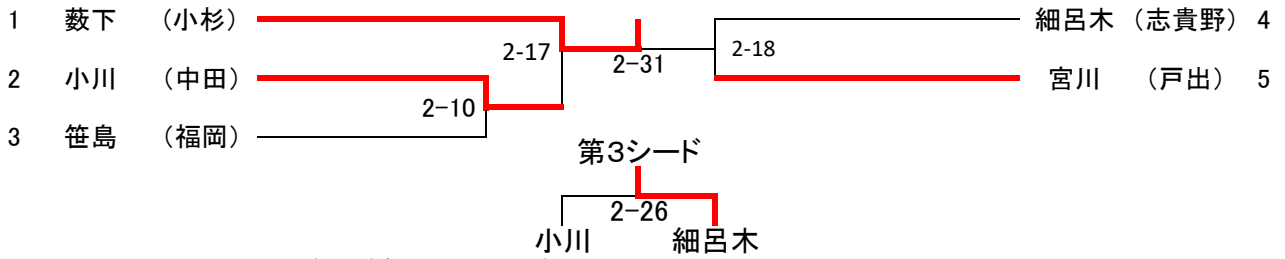 1 薮下 （小杉） 細呂木 （志貴野） 4
2-17 2-18
2-31
2 小川 （中田） 宮川 （戸出） 5
2-10
3 笹島 （福岡）
第3シード
2-26
小川 細呂木